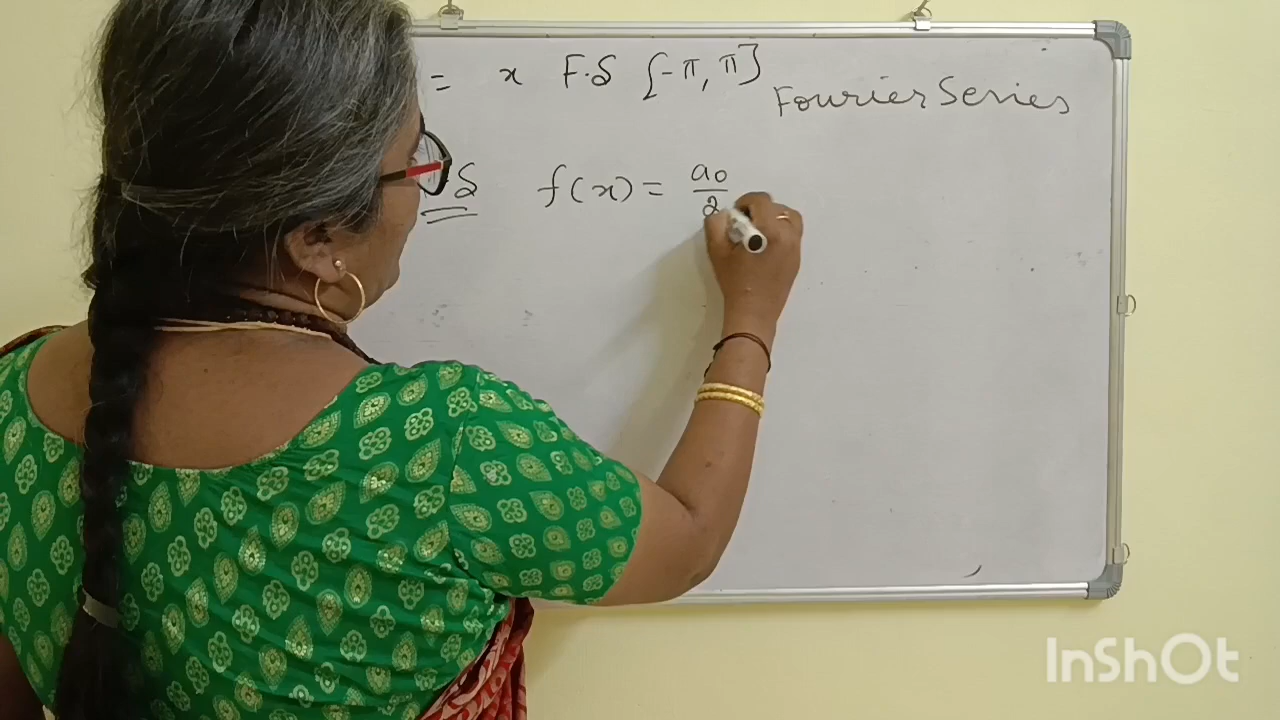 = x F.S [-π, π]
Fourier Series
S f(x) = a₀/2
InShOt